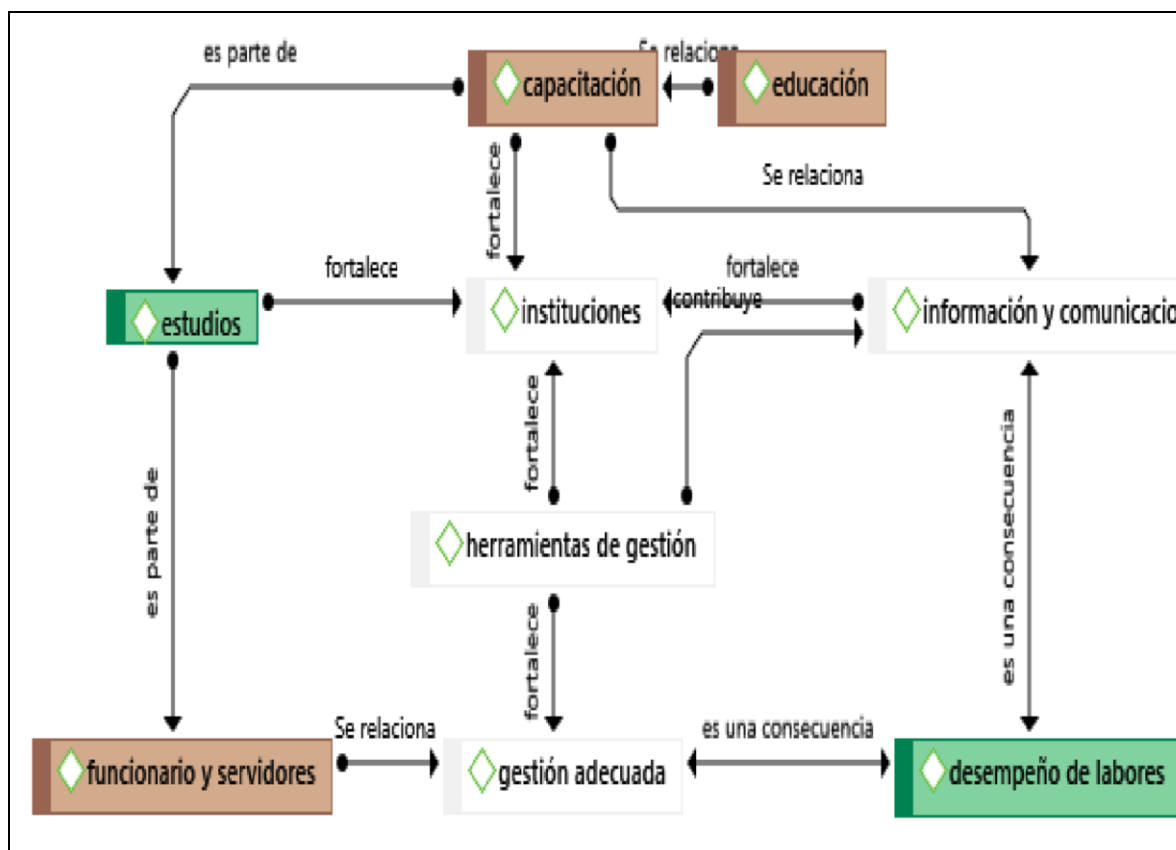 es parte de
Se relaciona
capacitación
educación
fortalece
Se relaciona
fortalece
fortalece
contribuye
estudios
instituciones
información y comunicacio
fortalece
es parte de
es una consecuencia
herramientas de gestión
fortalece
Se relaciona
es una consecuencia
funcionario y servidores
gestión adecuada
desempeño de labores